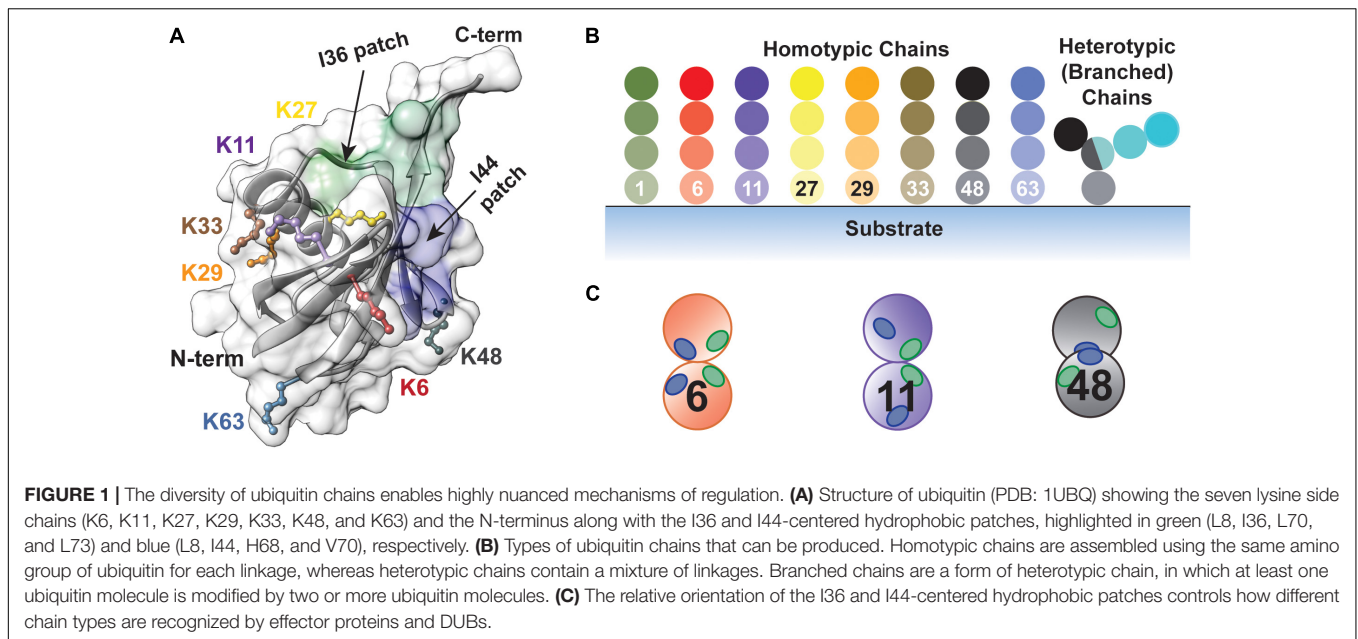 A
I36 patch
C-term
K27
K11
I44
patch
K33
K29
N-term
K48
K6
K63
B
Homotypic Chains
Heterotypic
(Branched)
Chains
1 6 11 27 29 33 48 63
Substrate
C
6 11 48
FIGURE 1 | The diversity of ubiquitin chains enables highly nuanced mechanisms of regulation. (A) Structure of ubiquitin (PDB: 1UBQ) showing the seven lysine side
chains (K6, K11, K27, K29, K33, K48, and K63) and the N-terminus along with the I36 and I44-centered hydrophobic patches, highlighted in green (L8, I36, L70,
and L73) and blue (L8, I44, H68, and V70), respectively. (B) Types of ubiquitin chains that can be produced. Homotypic chains are assembled using the same amino
group of ubiquitin for each linkage, whereas heterotypic chains contain a mixture of linkages. Branched chains are a form of heterotypic chain, in which at least one
ubiquitin molecule is modified by two or more ubiquitin molecules. (C) The relative orientation of the I36 and I44-centered hydrophobic patches controls how different
chain types are recognized by effector proteins and DUBs.